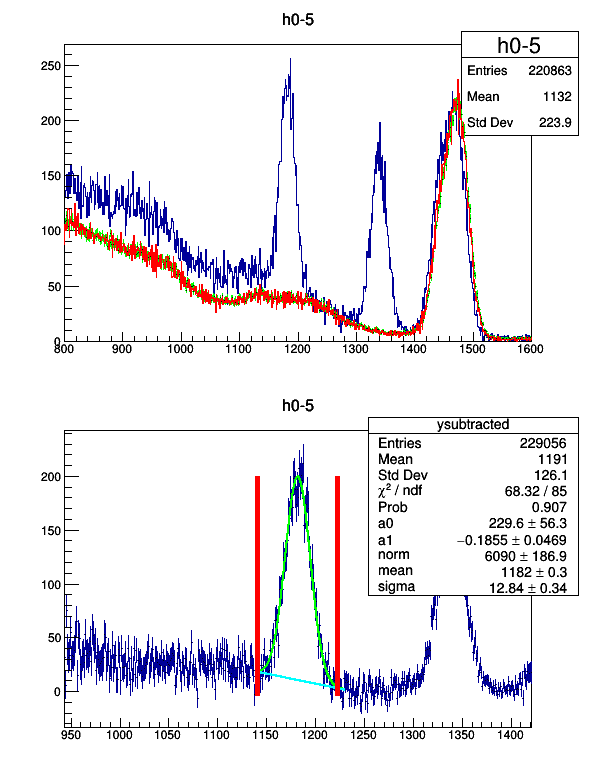 h0-5
h0-5
Entries 220863
Mean 1132
Std Dev 223.9
250
200
150
100
50
0
800 900 1000 1100 1200 1300 1400 1500 1600
h0-5
ysubtracted
Entries 229056
Mean 1191
Std Dev 126.1
χ² / ndf 68.32 / 85
Prob 0.907
a0 229.6 ± 56.3
a1 −0.1855 ± 0.0469
norm 6090 ± 186.9
mean 1182 ± 0.3
sigma 12.84 ± 0.34
200
150
100
50
0
950 1000 1050 1100 1150 1200 1250 1300 1350 1400